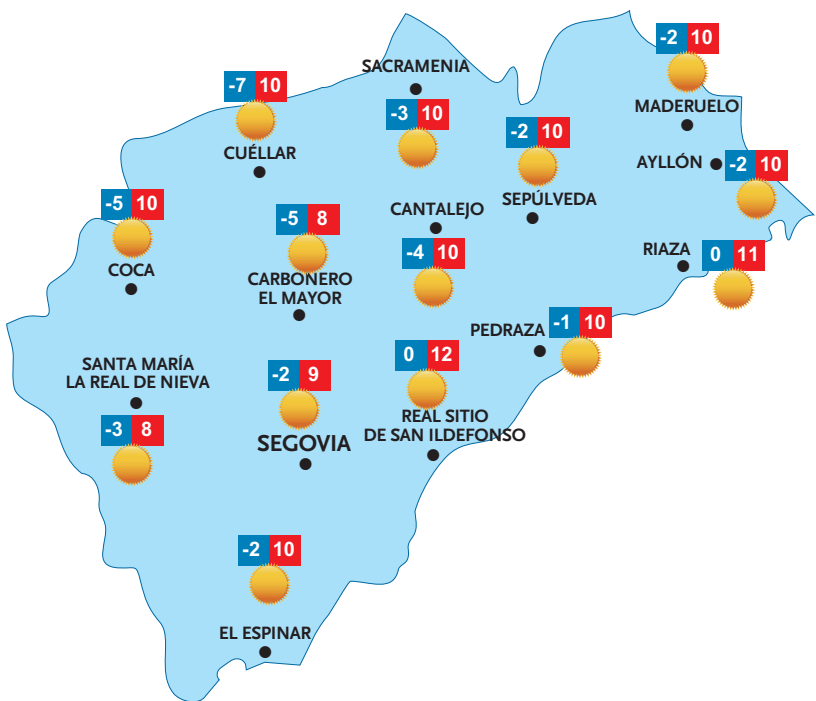 -2 10
MADERUELO
SACRAMENIA
-3 10
-7 10
CUÉLLAR
-2 10
SEPÚLVEDA
AYLLÓN
-2 10
-5 10
COCA
-5 8
CARBONERO
EL MAYOR
CANTALEJO
-4 10
RIAZA
0 11
PEDRAZA
-1 10
SANTA MARÍA
LA REAL DE NIEVA
-3 8
-2 9
SEGOVIA
0 12
REAL SITIO
DE SAN ILDEFONSO
-2 10
EL ESPINAR